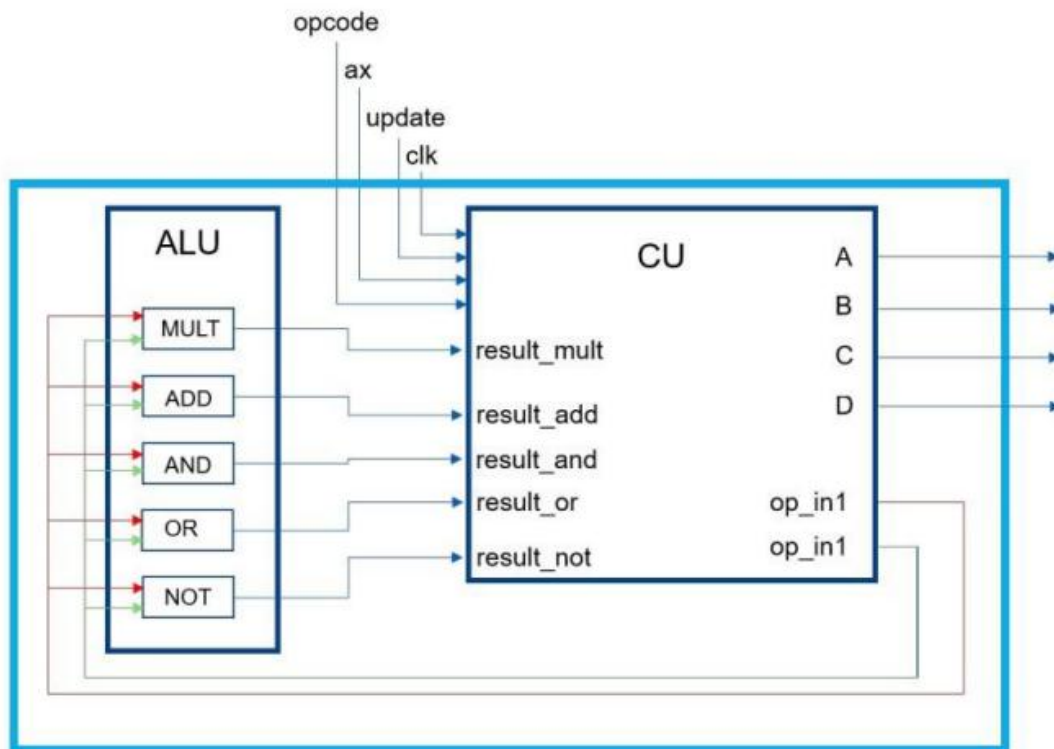 opcode
ax
update
clk
ALU
MULT
ADD
AND
OR
NOT
CU
result_mult
result_add
result_and
result_or
result_not
A
B
C
D
op_in1
op_in1